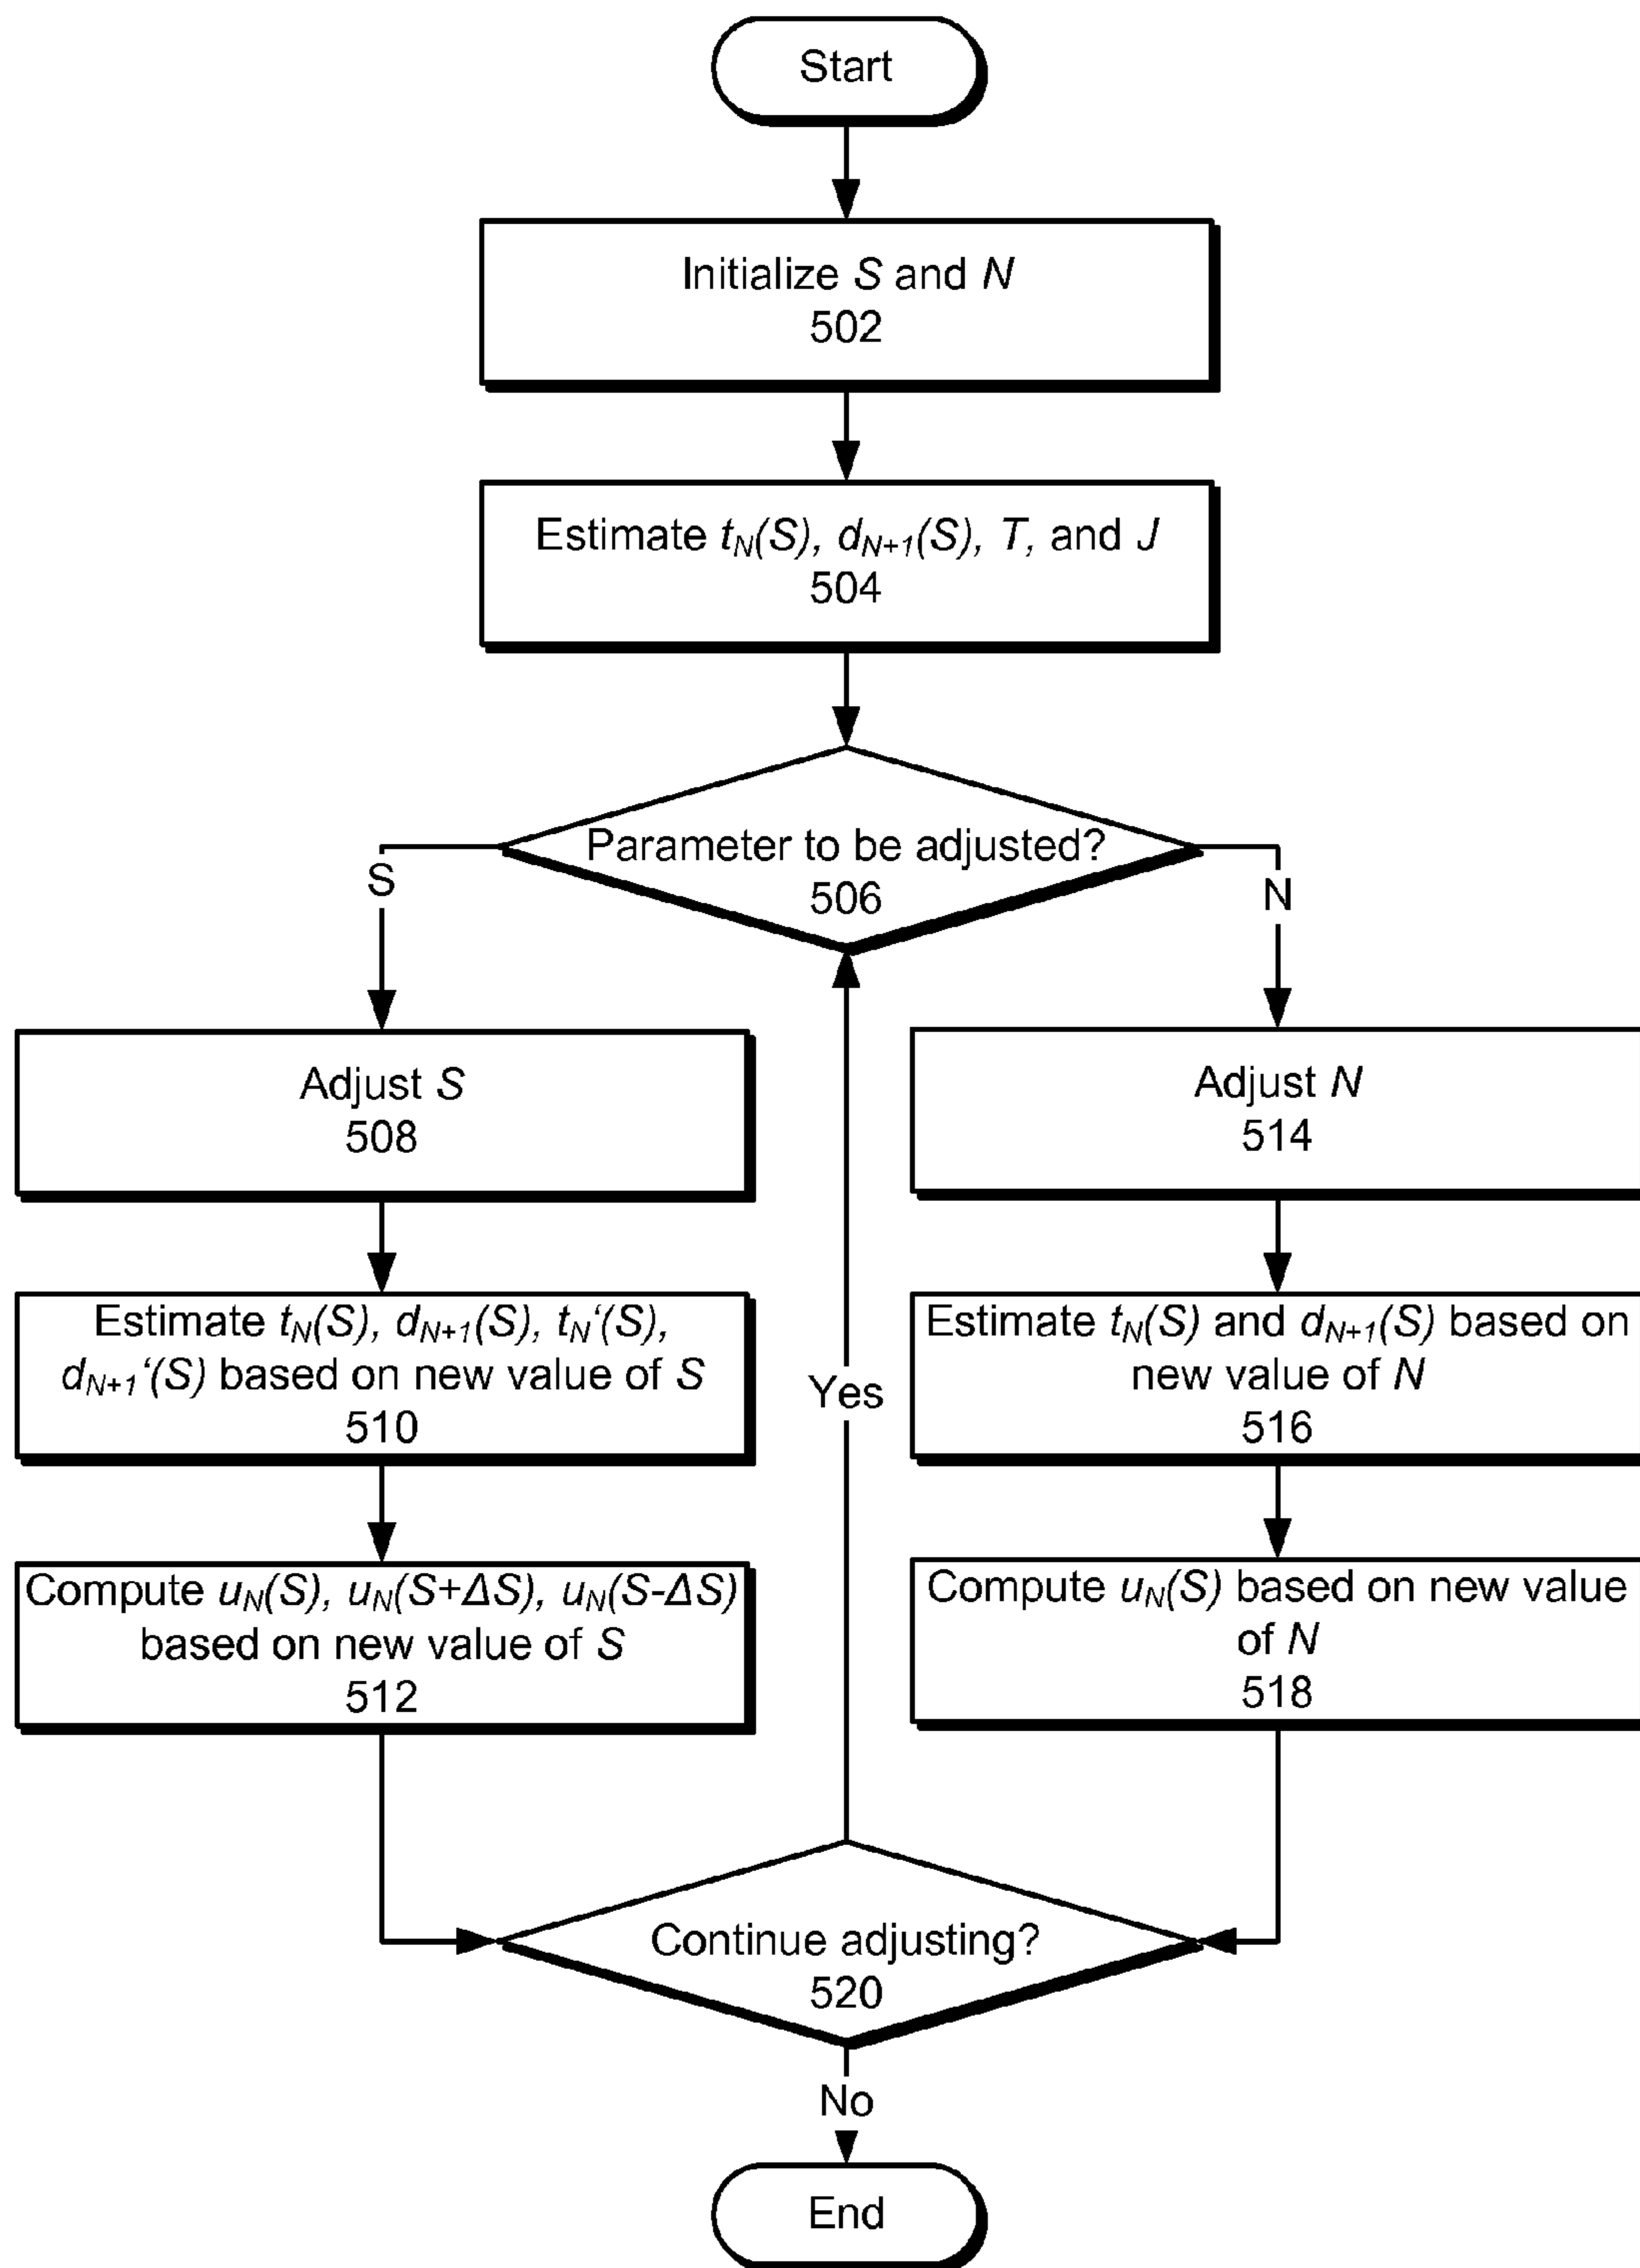 Start
Initialize S and N
502
Estimate tN(S), dN+1(S), T, and J
504
Parameter to be adjusted?
506
S
N
Adjust S
508
Adjust N
514
Estimate tN(S), dN+1(S), tN‘(S),
dN+1‘(S) based on new value of S
510
Estimate tN(S) and dN+1(S) based on
new value of N
516
Yes
Compute uN(S), uN(S+ΔS), uN(S-ΔS)
based on new value of S
512
Compute uN(S) based on new value
of N
518
Continue adjusting?
520
No
End